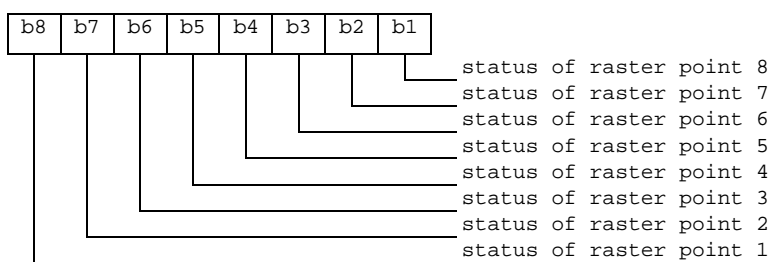 b8 b7 b6 b5 b4 b3 b2 b1
status of raster point 8
status of raster point 7
status of raster point 6
status of raster point 5
status of raster point 4
status of raster point 3
status of raster point 2
status of raster point 1